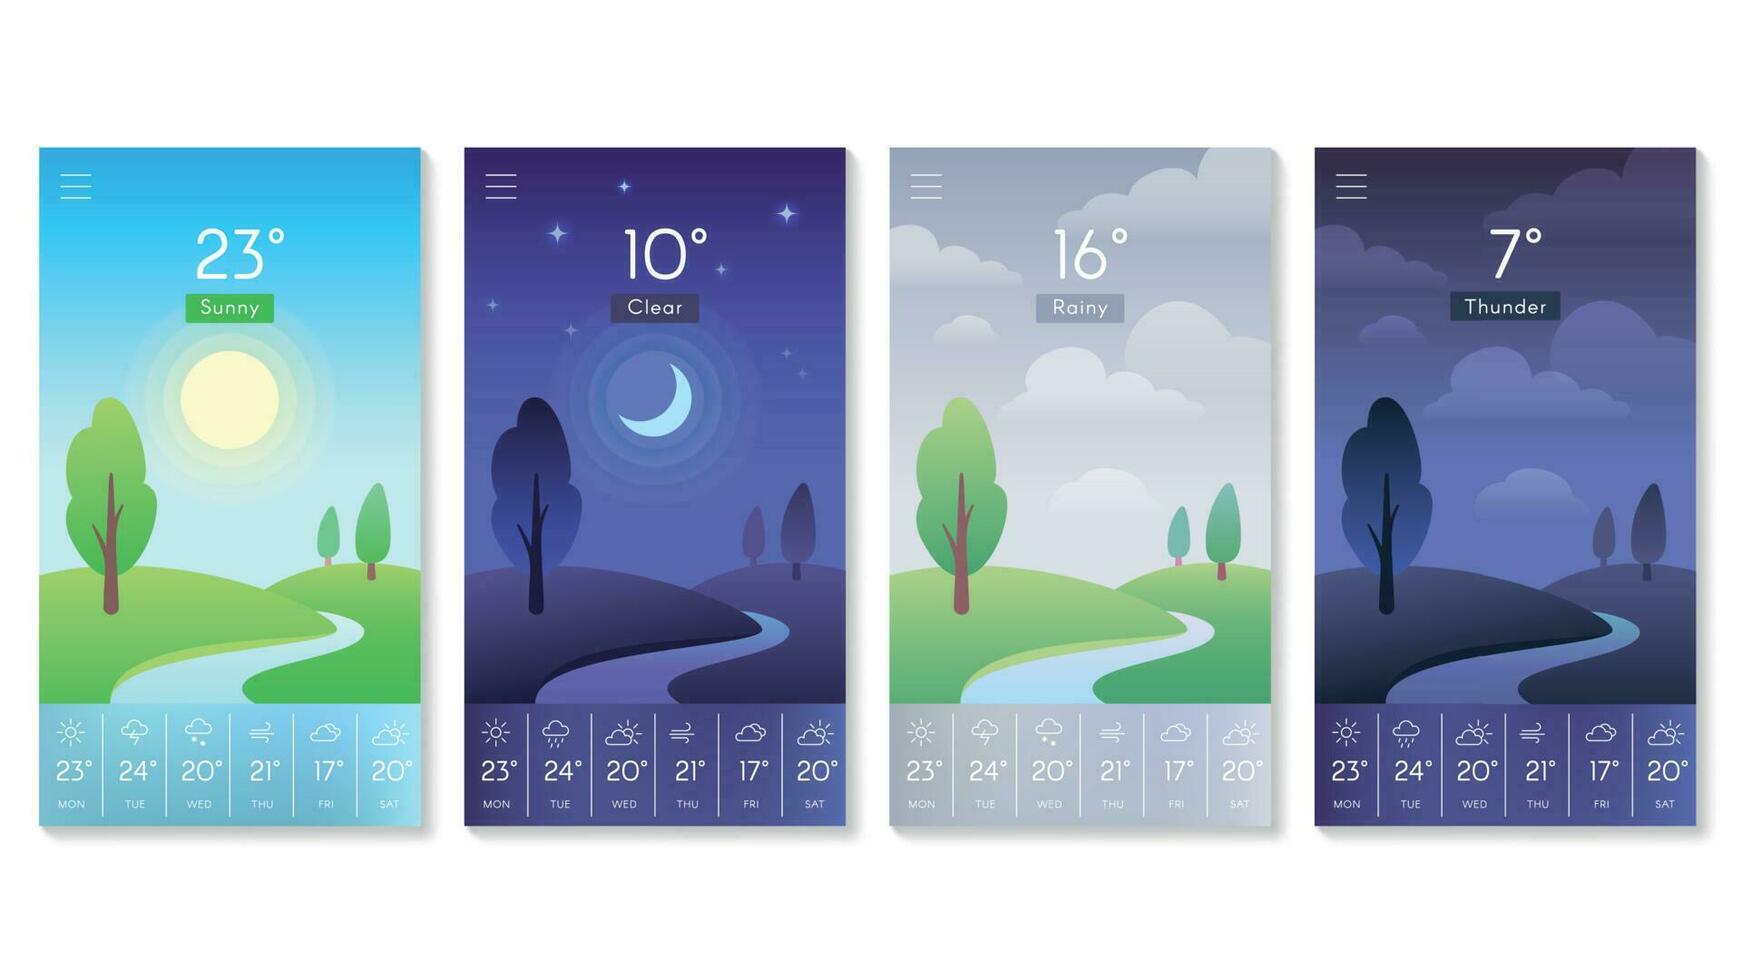 23°
Sunny
23° 24° 20° 21° 17° 20°
MON TUE WED THU FRI SAT
10°
Clear
23° 24° 20° 21° 17° 20°
MON TUE WED THU FRI SAT
16°
Rainy
23° 24° 20° 21° 17° 20°
MON TUE WED THU FRI SAT
7°
Thunder
23° 24° 20° 21° 17° 20°
MON TUE WED THU FRI SAT